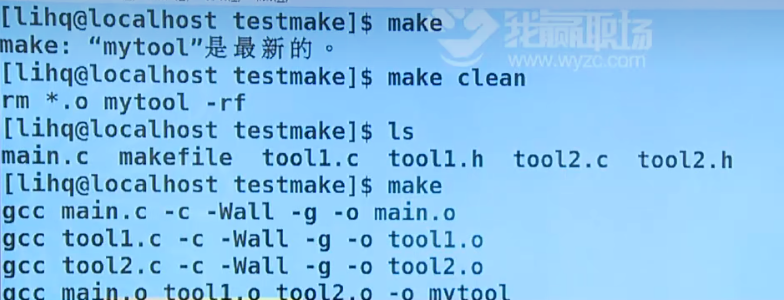 [lihq@localhost testmake]$ make
make: “mytool”是最新的。
我赢职场
www.wyzc.com
[lihq@localhost testmake]$ make clean
rm *.o mytool -rf
[lihq@localhost testmake]$ ls
main.c makefile tool1.c tool1.h tool2.c tool2.h
[lihq@localhost testmake]$ make
gcc main.c -c -Wall -g -o main.o
gcc tool1.c -c -Wall -g -o tool1.o
gcc tool2.c -c -Wall -g -o tool2.o
gcc main.o tool1.o tool2.o -o mytool